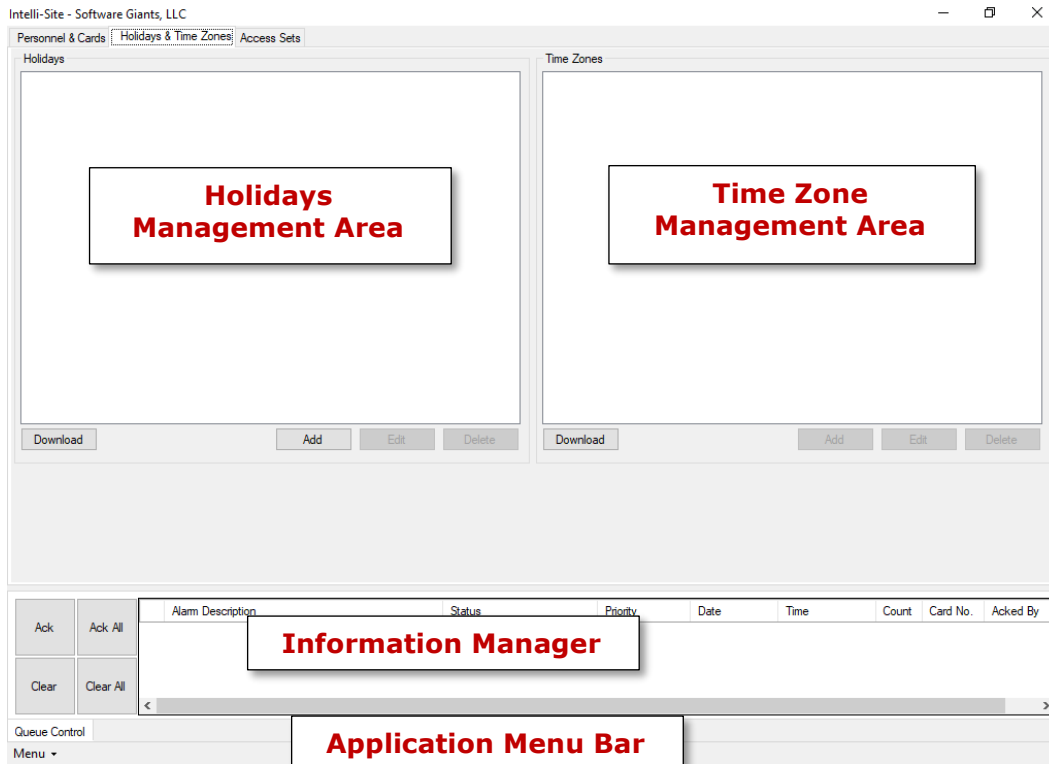 Intelli-Site - Software Giants, LLC
Personnel & Cards Holidays & Time Zones Access Sets
Holidays
Time Zones
Holidays
Management Area
Time Zone
Management Area
Download Add Edit Delete
Download Add Edit Delete
Ack Ack All
Clear Clear All
Alarm Description Status Priority Date Time Count Card No. Acked By
Information Manager
Queue Control
Application Menu Bar
Menu